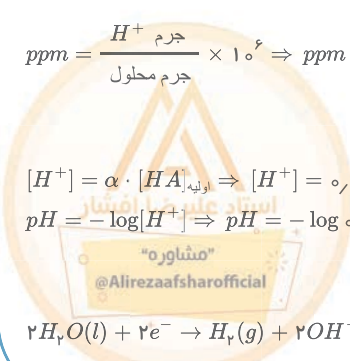 ppm = جرم H⁺ / جرم محلول × ۱۰⁶ ⇒ ppm
[H⁺] = α · [HA]اولیه ⇒ [H⁺] = ۰٫
pH = − log[H⁺] ⇒ pH = − log ۰
استاد علیرضا افشار
"مشاوره"
@Alirezaafsharofficial
۲H₂O(l) + ۲e⁻ → H₂(g) + ۲OH⁻